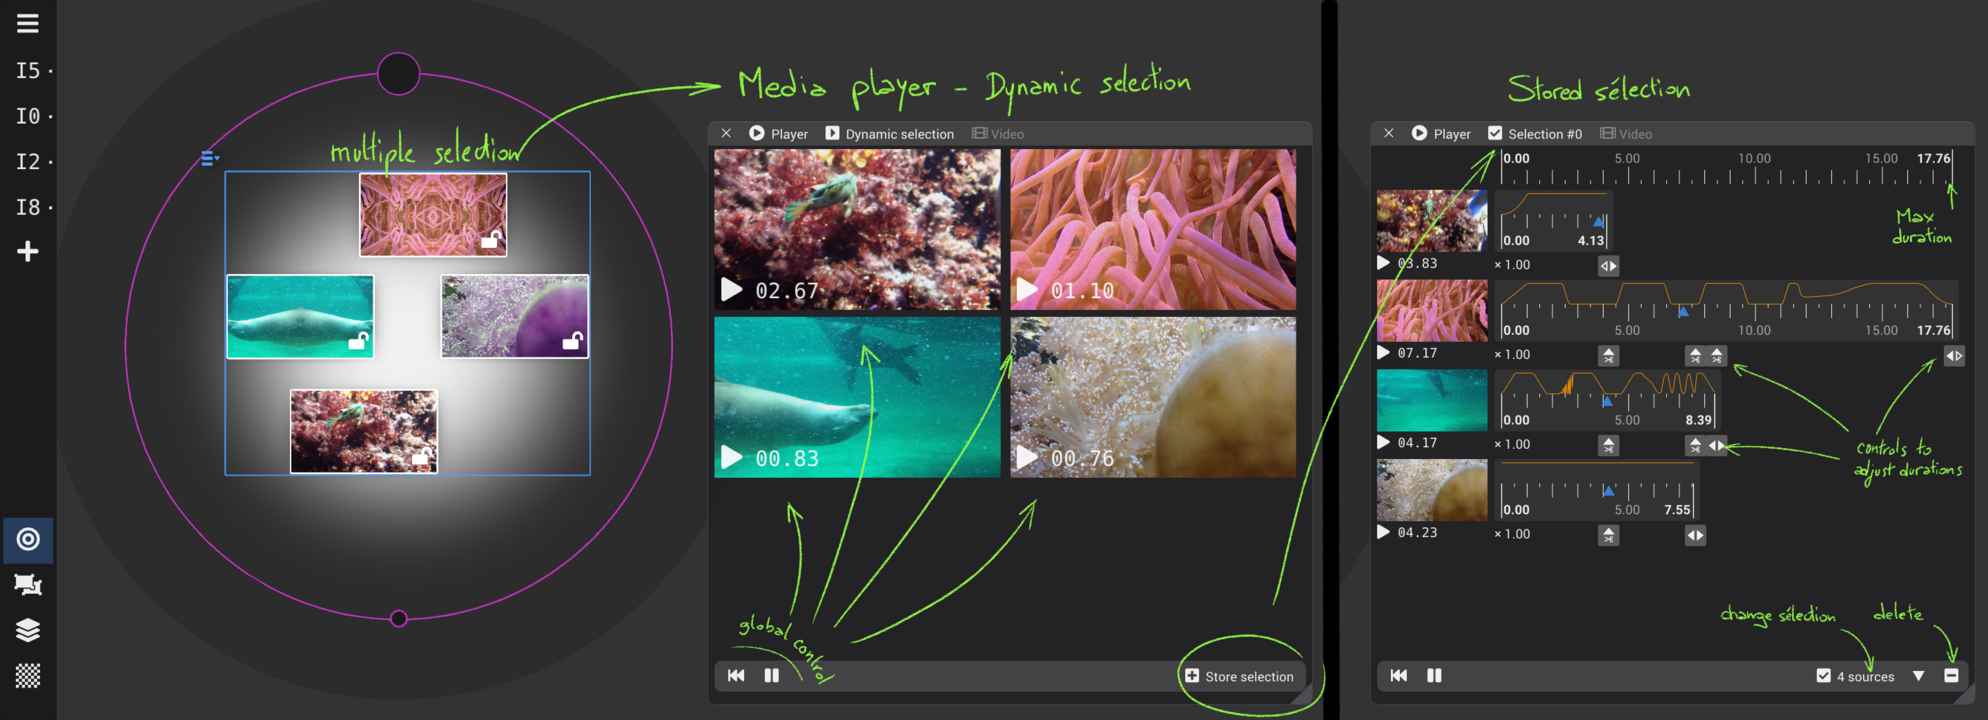 I5 ·
I0 ·
I2 ·
I8 ·
multiple selection
Media player - Dynamic selection
× Player Dynamic selection Video
02.67
01.10
00.83
00.76
global control
Store selection
Stored sélection
× Player Selection #0 Video
0.00 5.00 10.00 15.00 17.76
Max
duration
0.00 4.13
03.83 × 1.00
0.00 5.00 10.00 15.00 17.76
07.17 × 1.00
0.00 5.00 8.39
04.17 × 1.00
controls to
adjust durations
0.00 5.00 7.55
04.23 × 1.00
change sélection
delete
4 sources